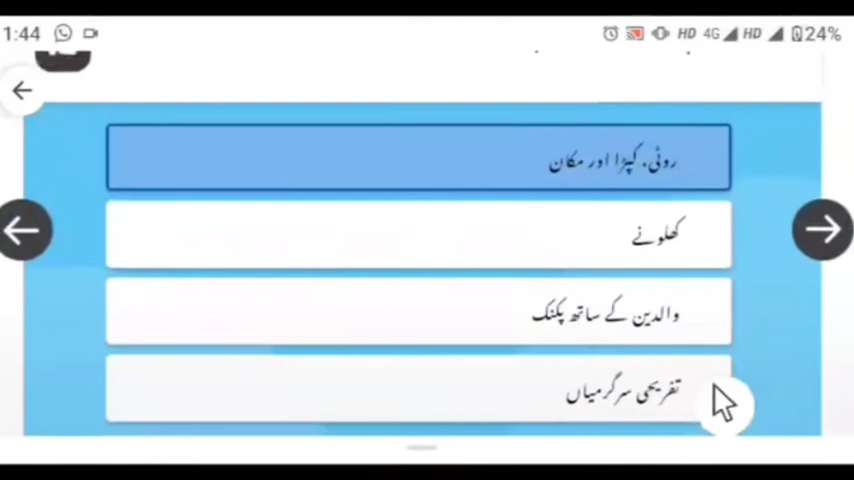 1:44 HD 4G HD 24%
روٹی، کپڑا اور مکان
کھلونے
والدین کے ساتھ پکنک
تفریحی سرگرمیاں